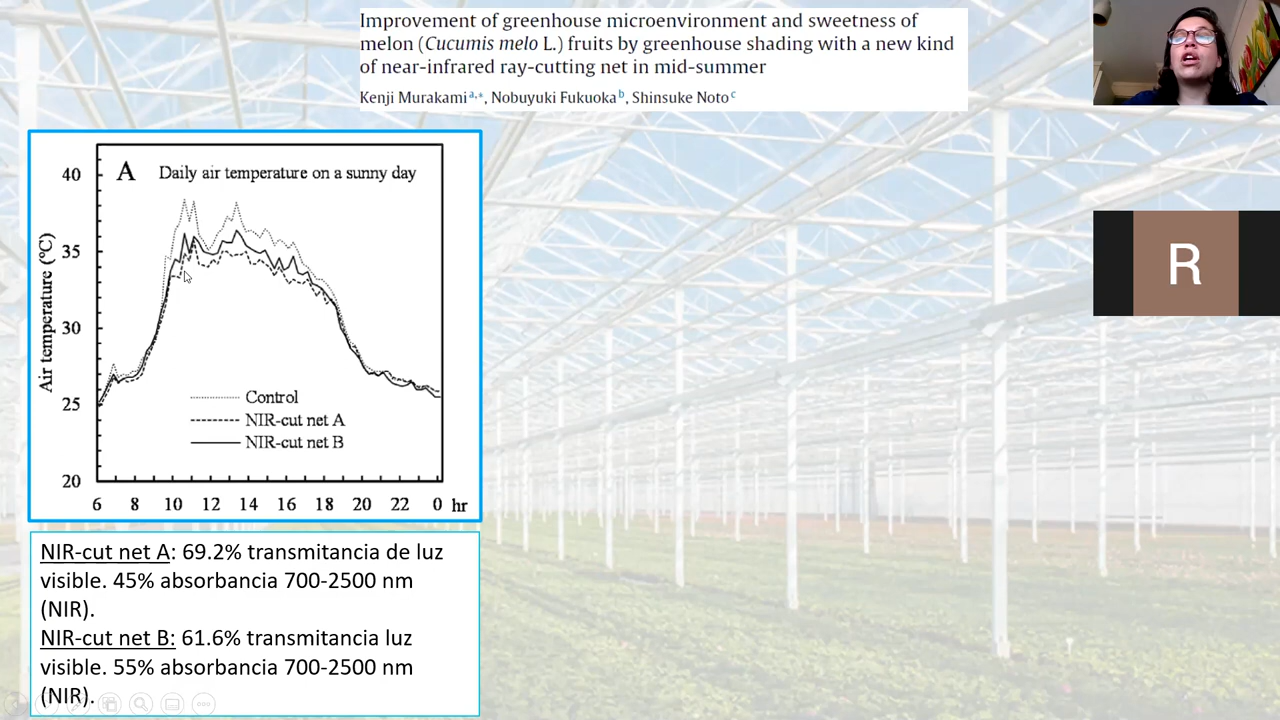 Improvement of greenhouse microenvironment and sweetness of
melon (Cucumis melo L.) fruits by greenhouse shading with a new kind
of near-infrared ray-cutting net in mid-summer
Kenji Murakami a,*, Nobuyuki Fukuoka b, Shinsuke Noto c
R
A Daily air temperature on a sunny day
Air temperature (ºC)
40
35
30
25
20
Control
NIR-cut net A
NIR-cut net B
6 8 10 12 14 16 18 20 22 0 hr
NIR-cut net A: 69.2% transmitancia de luz
visible. 45% absorbancia 700-2500 nm
(NIR).
NIR-cut net B: 61.6% transmitancia luz
visible. 55% absorbancia 700-2500 nm
(NIR).